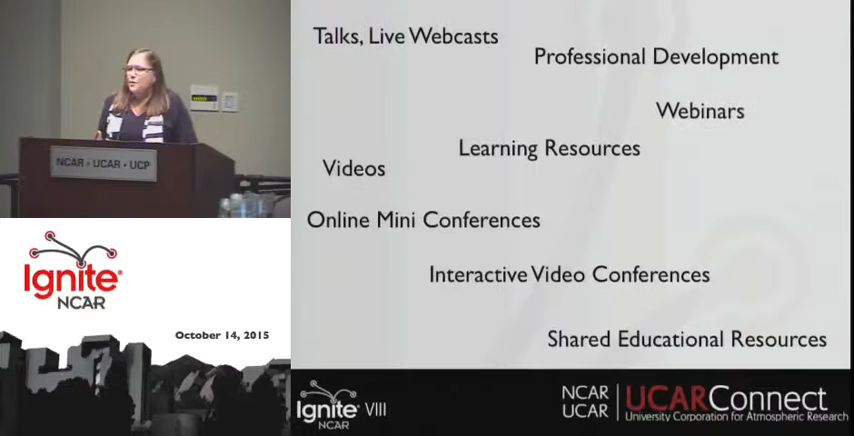 NCAR • UCAR • UCP
Ignite
NCAR
October 14, 2015
Talks, Live Webcasts
Professional Development
Webinars
Learning Resources
Videos
Online Mini Conferences
Interactive Video Conferences
Shared Educational Resources
Ignite VIII
NCAR
NCAR
UCAR
UCARConnect
University Corporation for Atmospheric Research